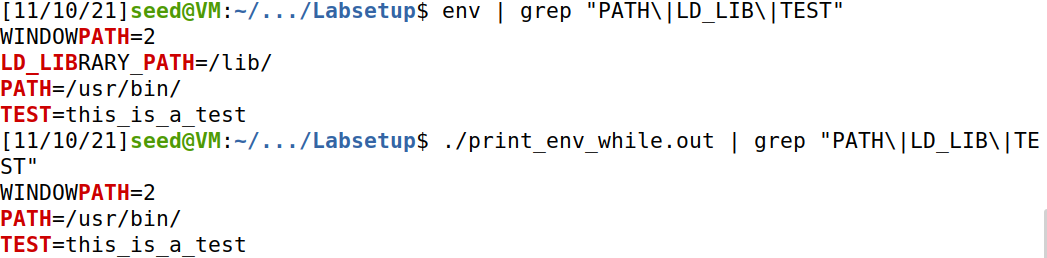 [11/10/21]seed@VM:~/.../Labsetup$ env | grep "PATH\|LD_LIB\|TEST"
WINDOWPATH=2
LD_LIBRARY_PATH=/lib/
PATH=/usr/bin/
TEST=this_is_a_test
[11/10/21]seed@VM:~/.../Labsetup$ ./print_env_while.out | grep "PATH\|LD_LIB\|TE
ST"
WINDOWPATH=2
PATH=/usr/bin/
TEST=this_is_a_test